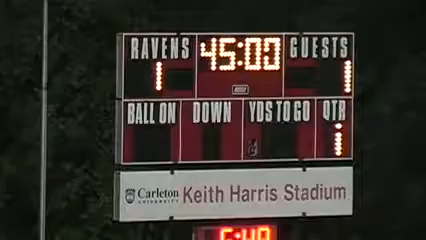 RAVENS 45:00 GUESTS
1 1
BALL ON DOWN YDS TO GO QTR
1
Carleton UNIVERSITY Keith Harris Stadium